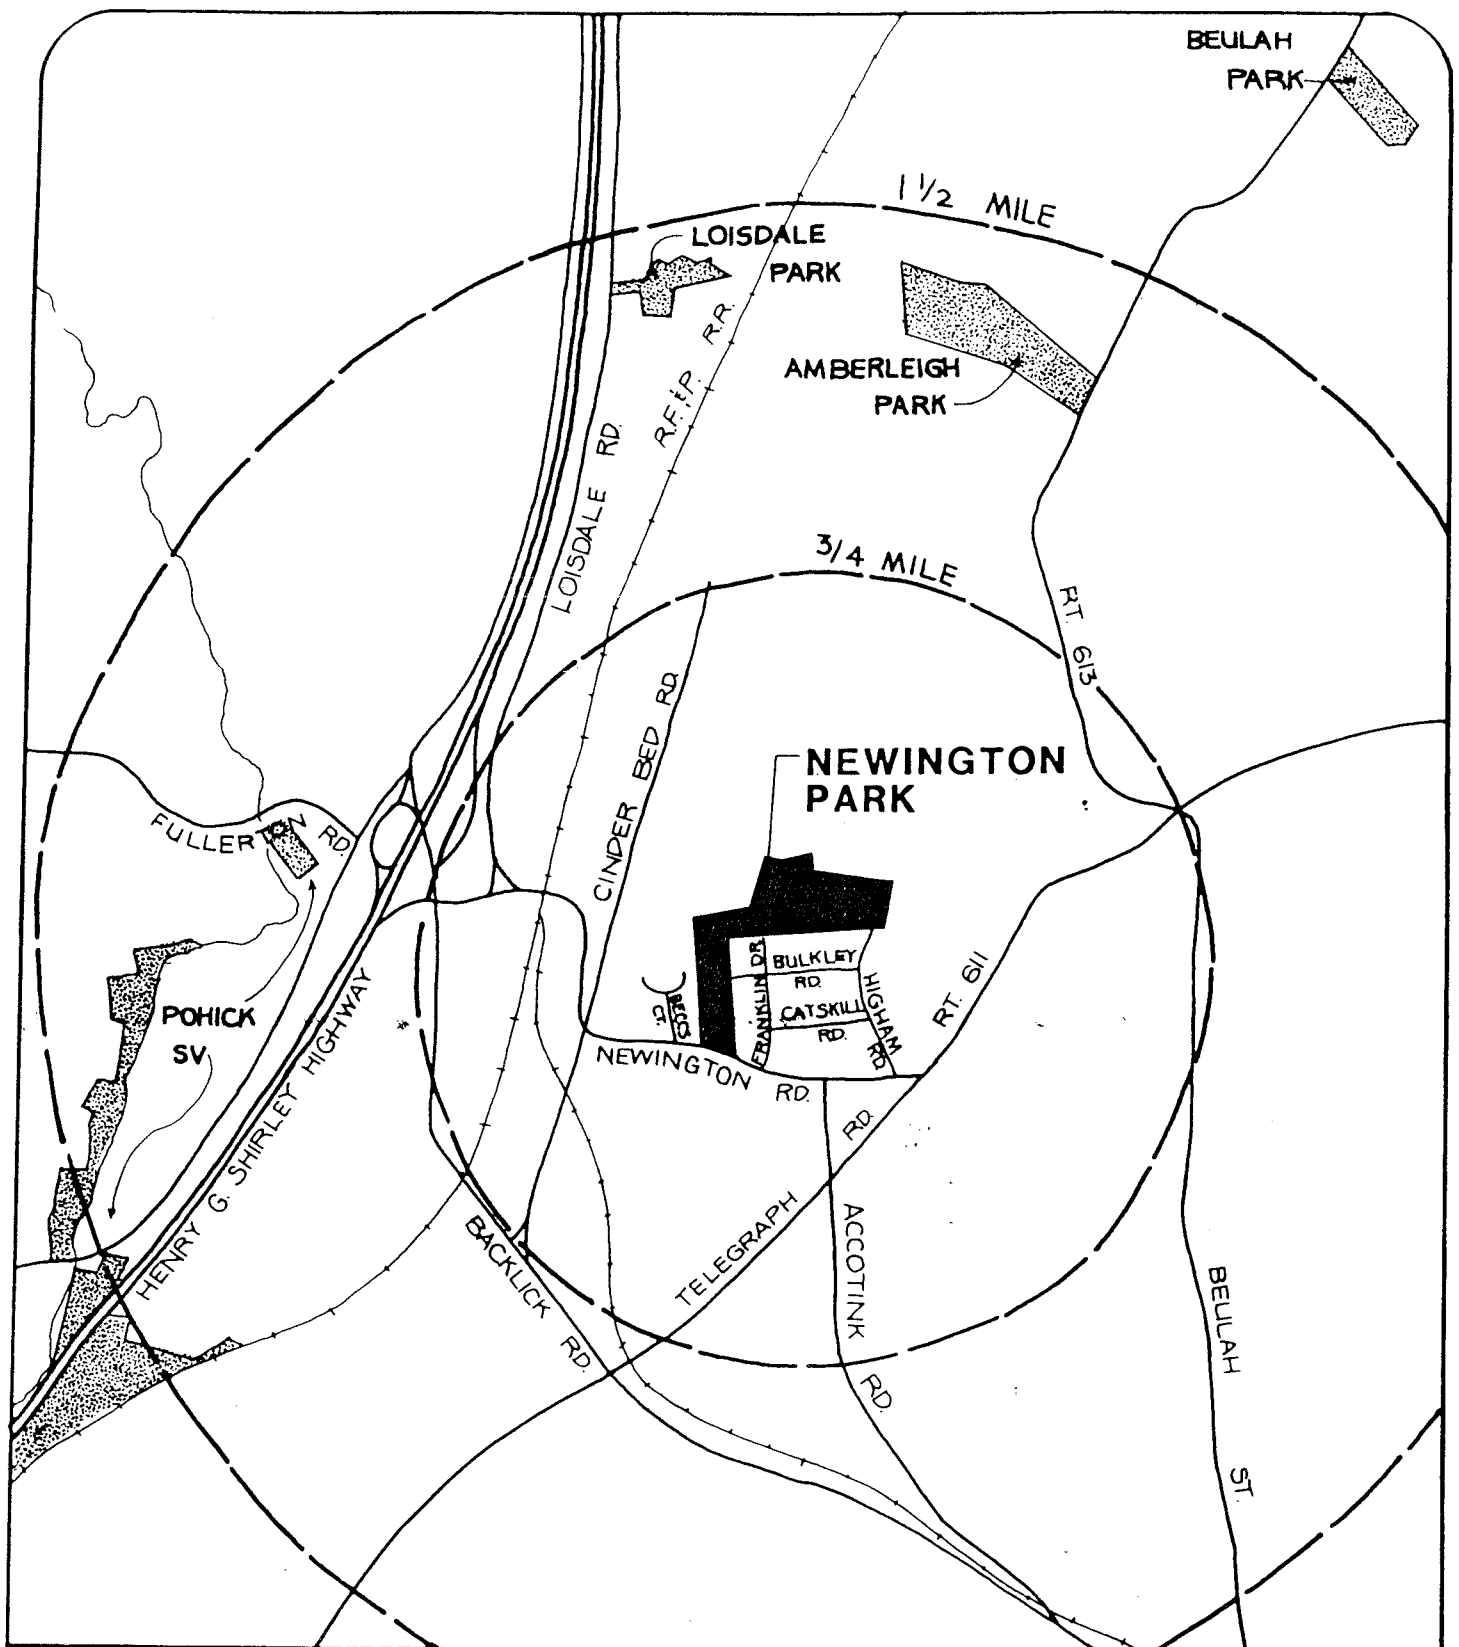 BEULAH
PARK
1 1/2 MILE
LOISDALE
PARK
R.F.&P. R.R.
AMBERLEIGH
PARK
LOISDALE RD.
3/4 MILE
RT. 613
CINDER BED RD.
NEWINGTON
PARK
FULLERTON RD.
BULKLEY
RD.
FRANKLIN DR
HIGHAM RD
CATSKILL
RD.
BEGGS
CT.
RT. 611
POHICK
SV
HENRY G. SHIRLEY HIGHWAY
NEWINGTON RD.
TELEGRAPH RD.
ACCOTINK RD.
BACKLICK RD.
BEULAH ST.